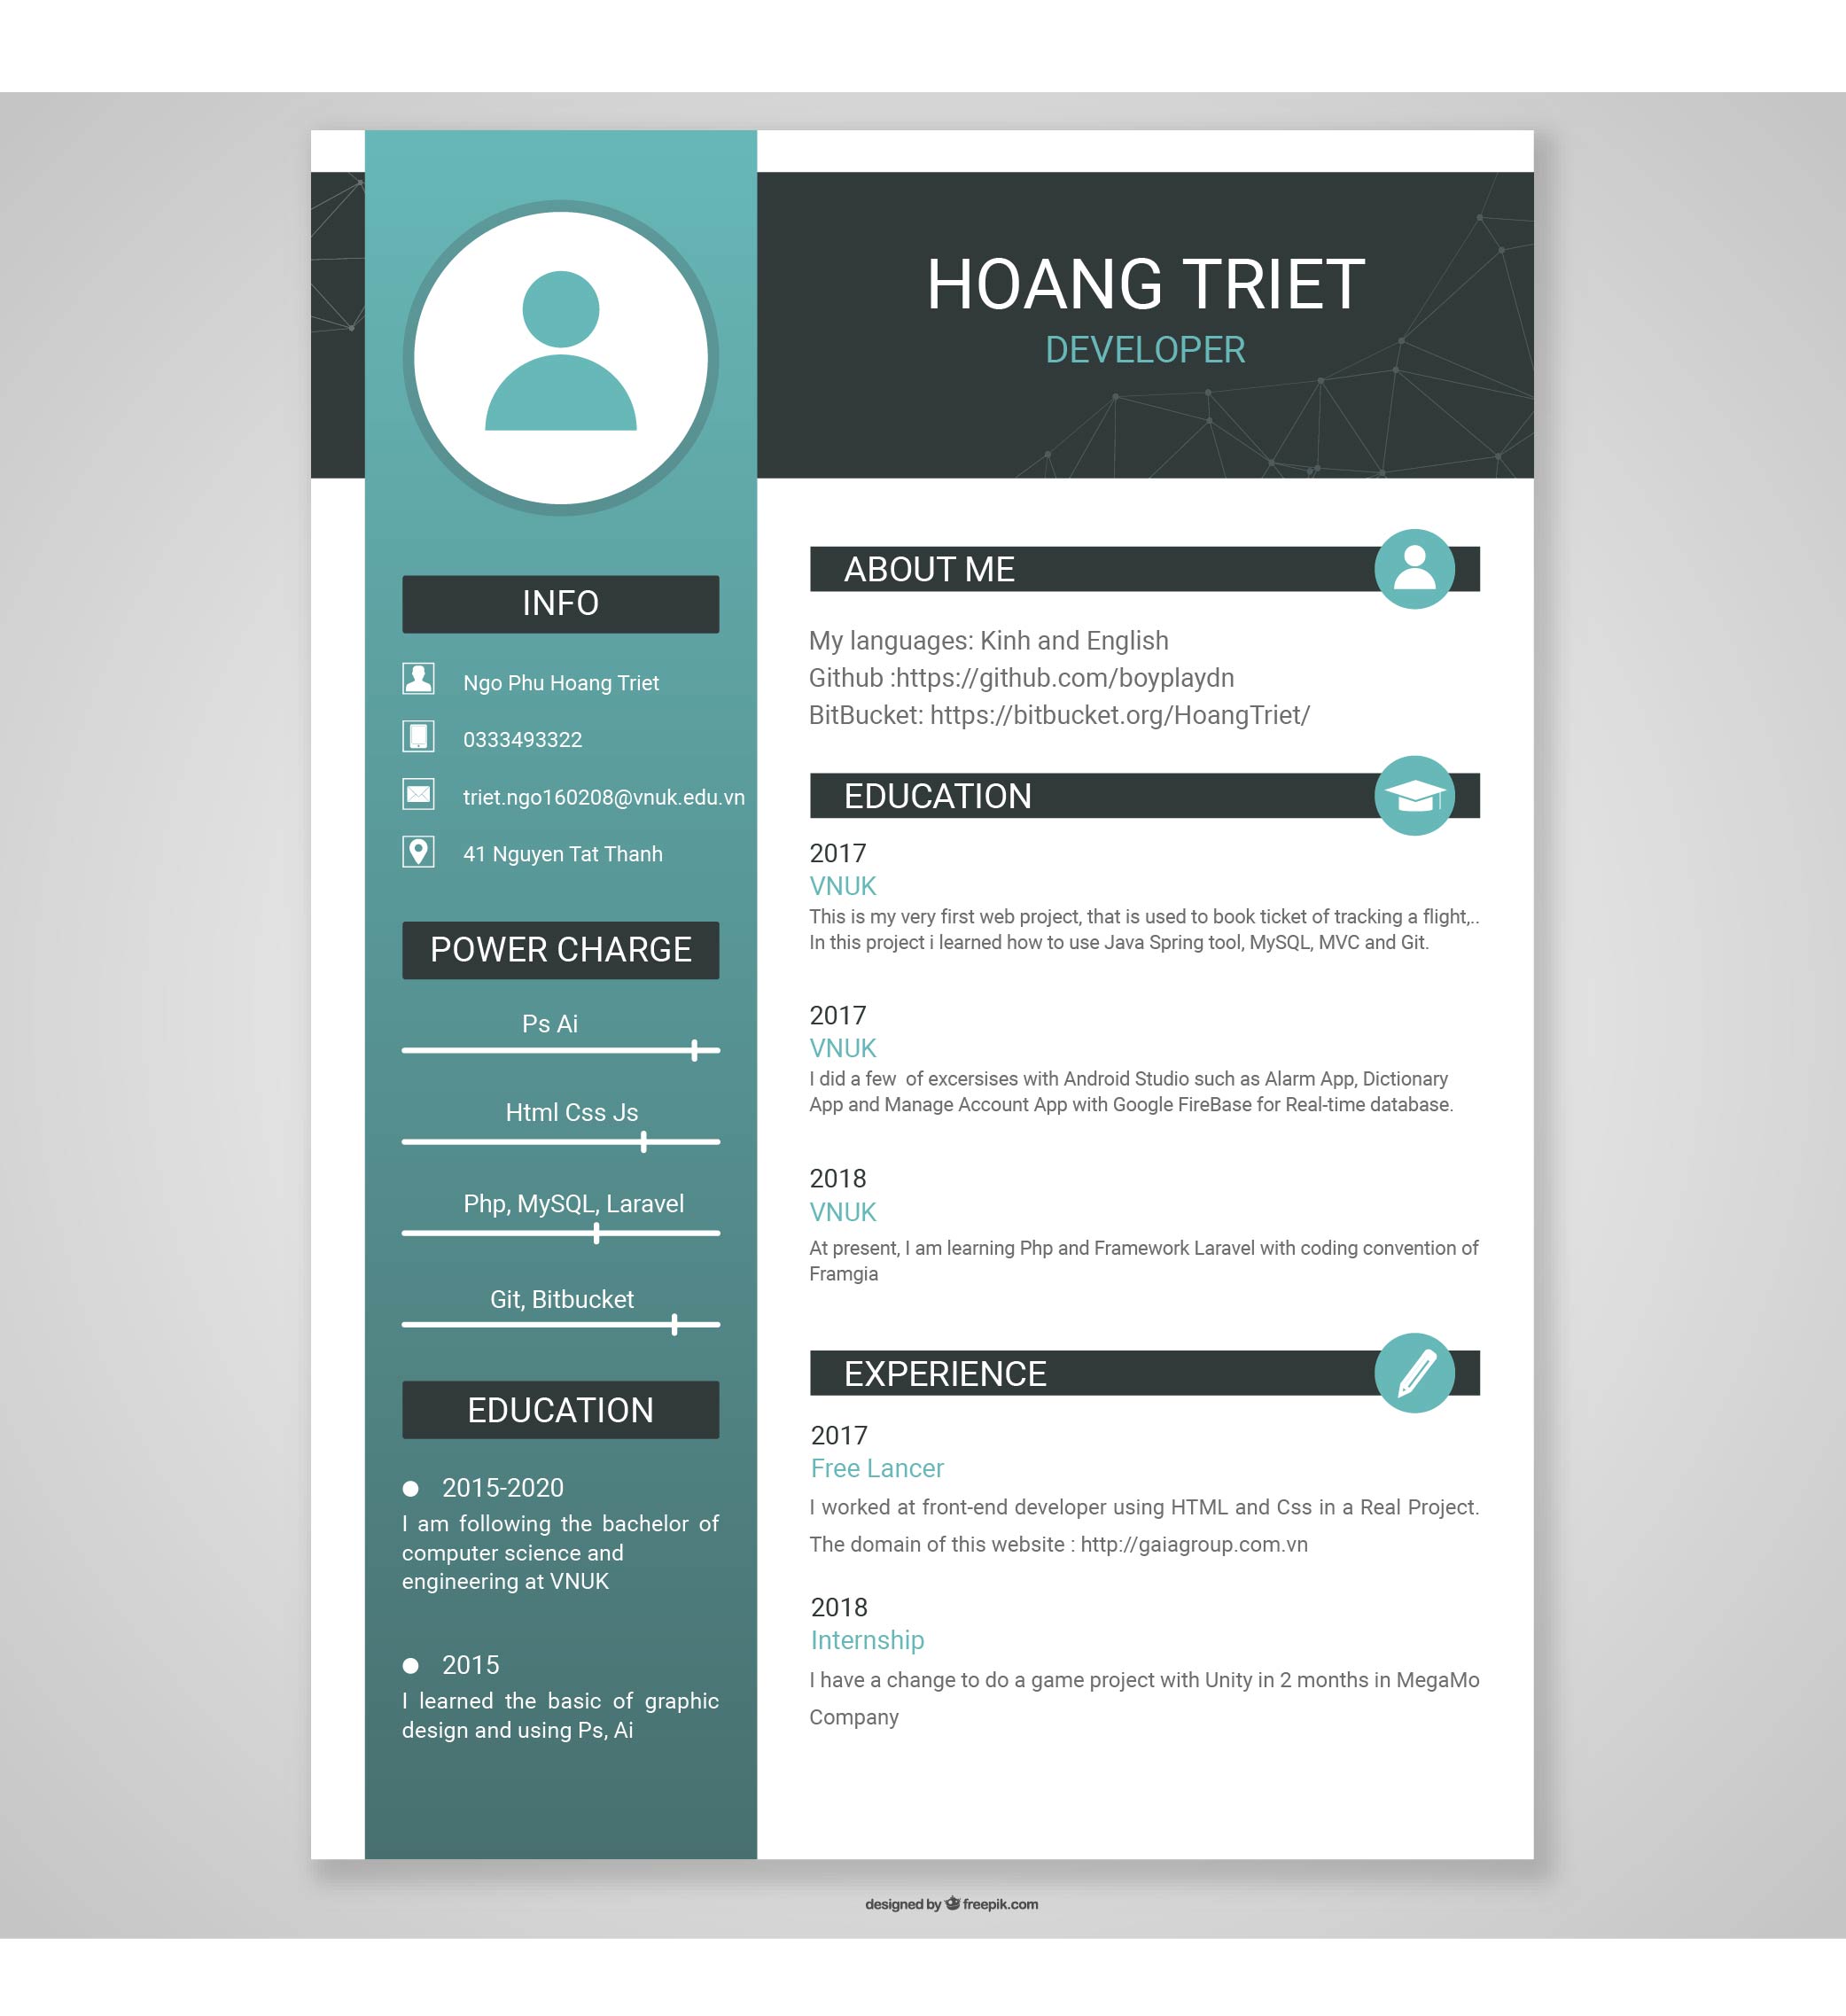 HOANG TRIET
DEVELOPER
INFO
Ngo Phu Hoang Triet
0333493322
triet.ngo160208@vnuk.edu.vn
41 Nguyen Tat Thanh
POWER CHARGE
Ps Ai
Html Css Js
Php, MySQL, Laravel
Git, Bitbucket
EDUCATION
2015-2020
I am following the bachelor of
computer science and
engineering at VNUK
2015
I learned the basic of graphic
design and using Ps, Ai
ABOUT ME
My languages: Kinh and English
Github :https://github.com/boyplaydn
BitBucket: https://bitbucket.org/HoangTriet/
EDUCATION
2017
VNUK
This is my very first web project, that is used to book ticket of tracking a flight,..
In this project i learned how to use Java Spring tool, MySQL, MVC and Git.
2017
VNUK
I did a few  of excersises with Android Studio such as Alarm App, Dictionary
App and Manage Account App with Google FireBase for Real-time database.
2018
VNUK
At present, I am learning Php and Framework Laravel with coding convention of
Framgia
EXPERIENCE
2017
Free Lancer
I worked at front-end developer using HTML and Css in a Real Project.
The domain of this website : http://gaiagroup.com.vn
2018
Internship
I have a change to do a game project with Unity in 2 months in MegaMo
Company
designed by freepik.com